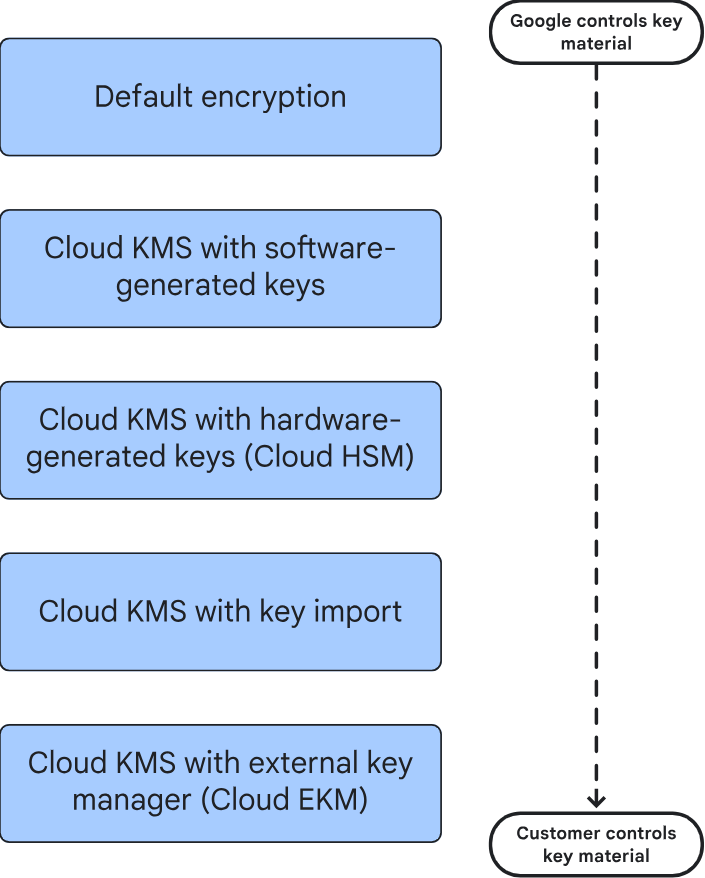 Google controls key
material
Default encryption
Cloud KMS with software-
generated keys
Cloud KMS with hardware-
generated keys (Cloud HSM)
Cloud KMS with key import
Cloud KMS with external key
manager (Cloud EKM)
Customer controls
key material